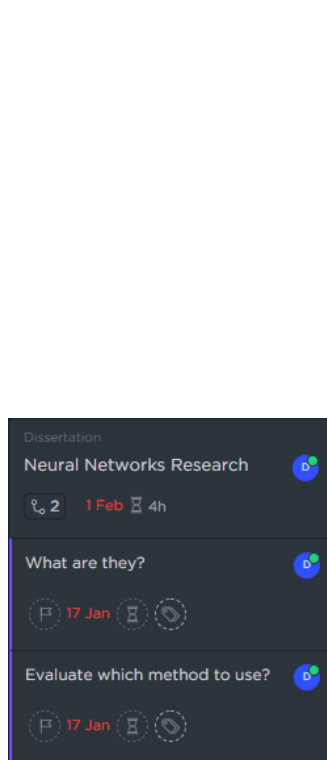 Dissertation
Neural Networks Research
D
2 1 Feb 4h
What are they?
D
17 Jan
Evaluate which method to use?
D
17 Jan